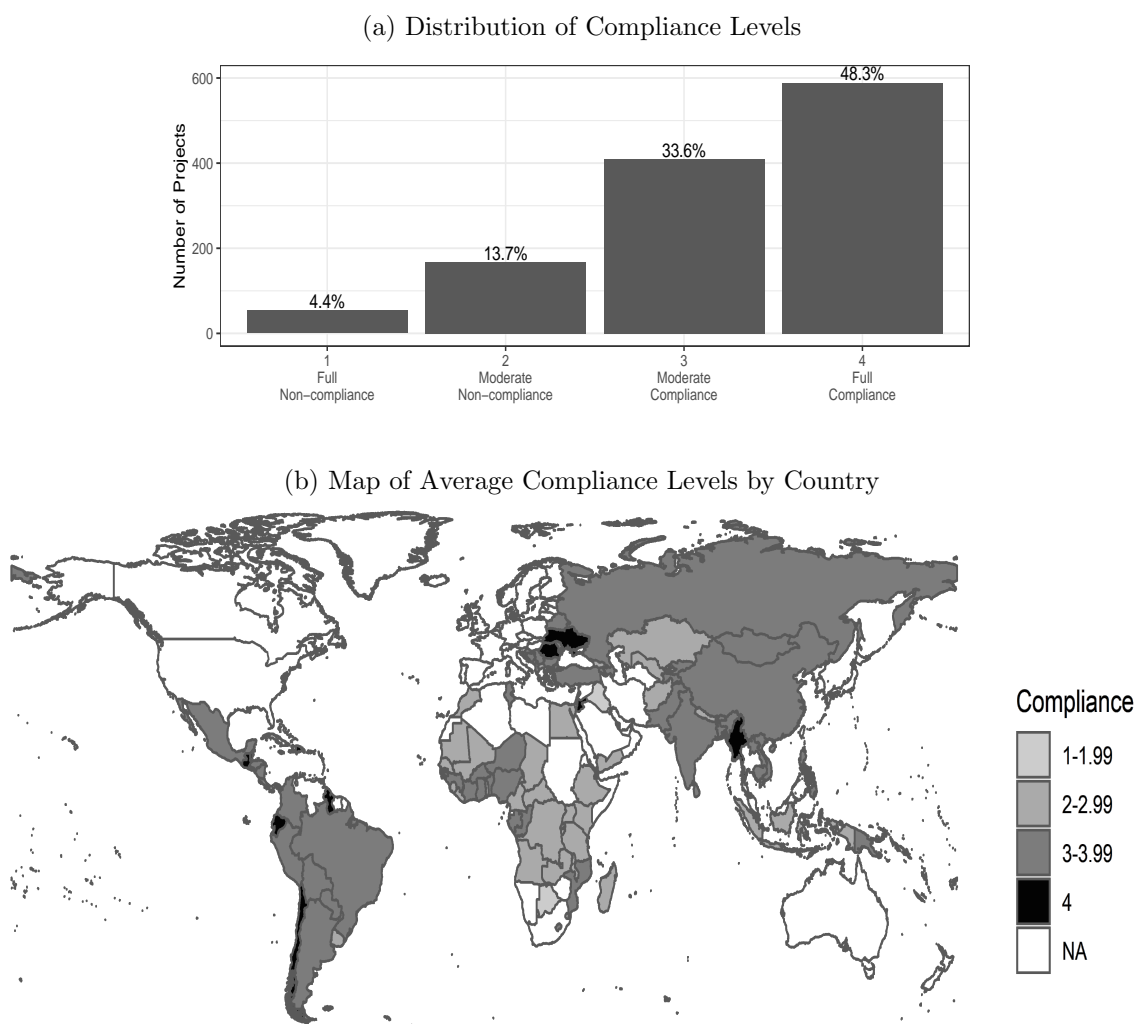 (a) Distribution of Compliance Levels
Number of Projects
600
400
200
0
4.4%
13.7%
33.6%
48.3%
1
Full
Non−compliance
2
Moderate
Non−compliance
3
Moderate
Compliance
4
Full
Compliance
(b) Map of Average Compliance Levels by Country
Compliance
1-1.99
2-2.99
3-3.99
4
NA